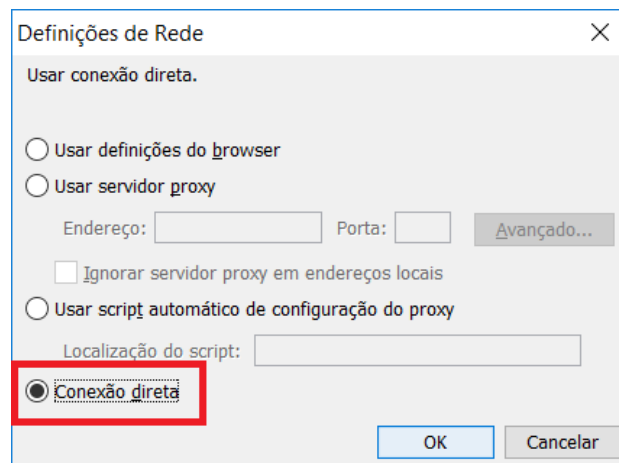 Definições de Rede
Usar conexão direta.
Usar definições do browser
Usar servidor proxy
Endereço: Porta: Avançado...
Ignorar servidor proxy em endereços locais
Usar script automático de configuração do proxy
Localização do script:
Conexão direta
OK Cancelar